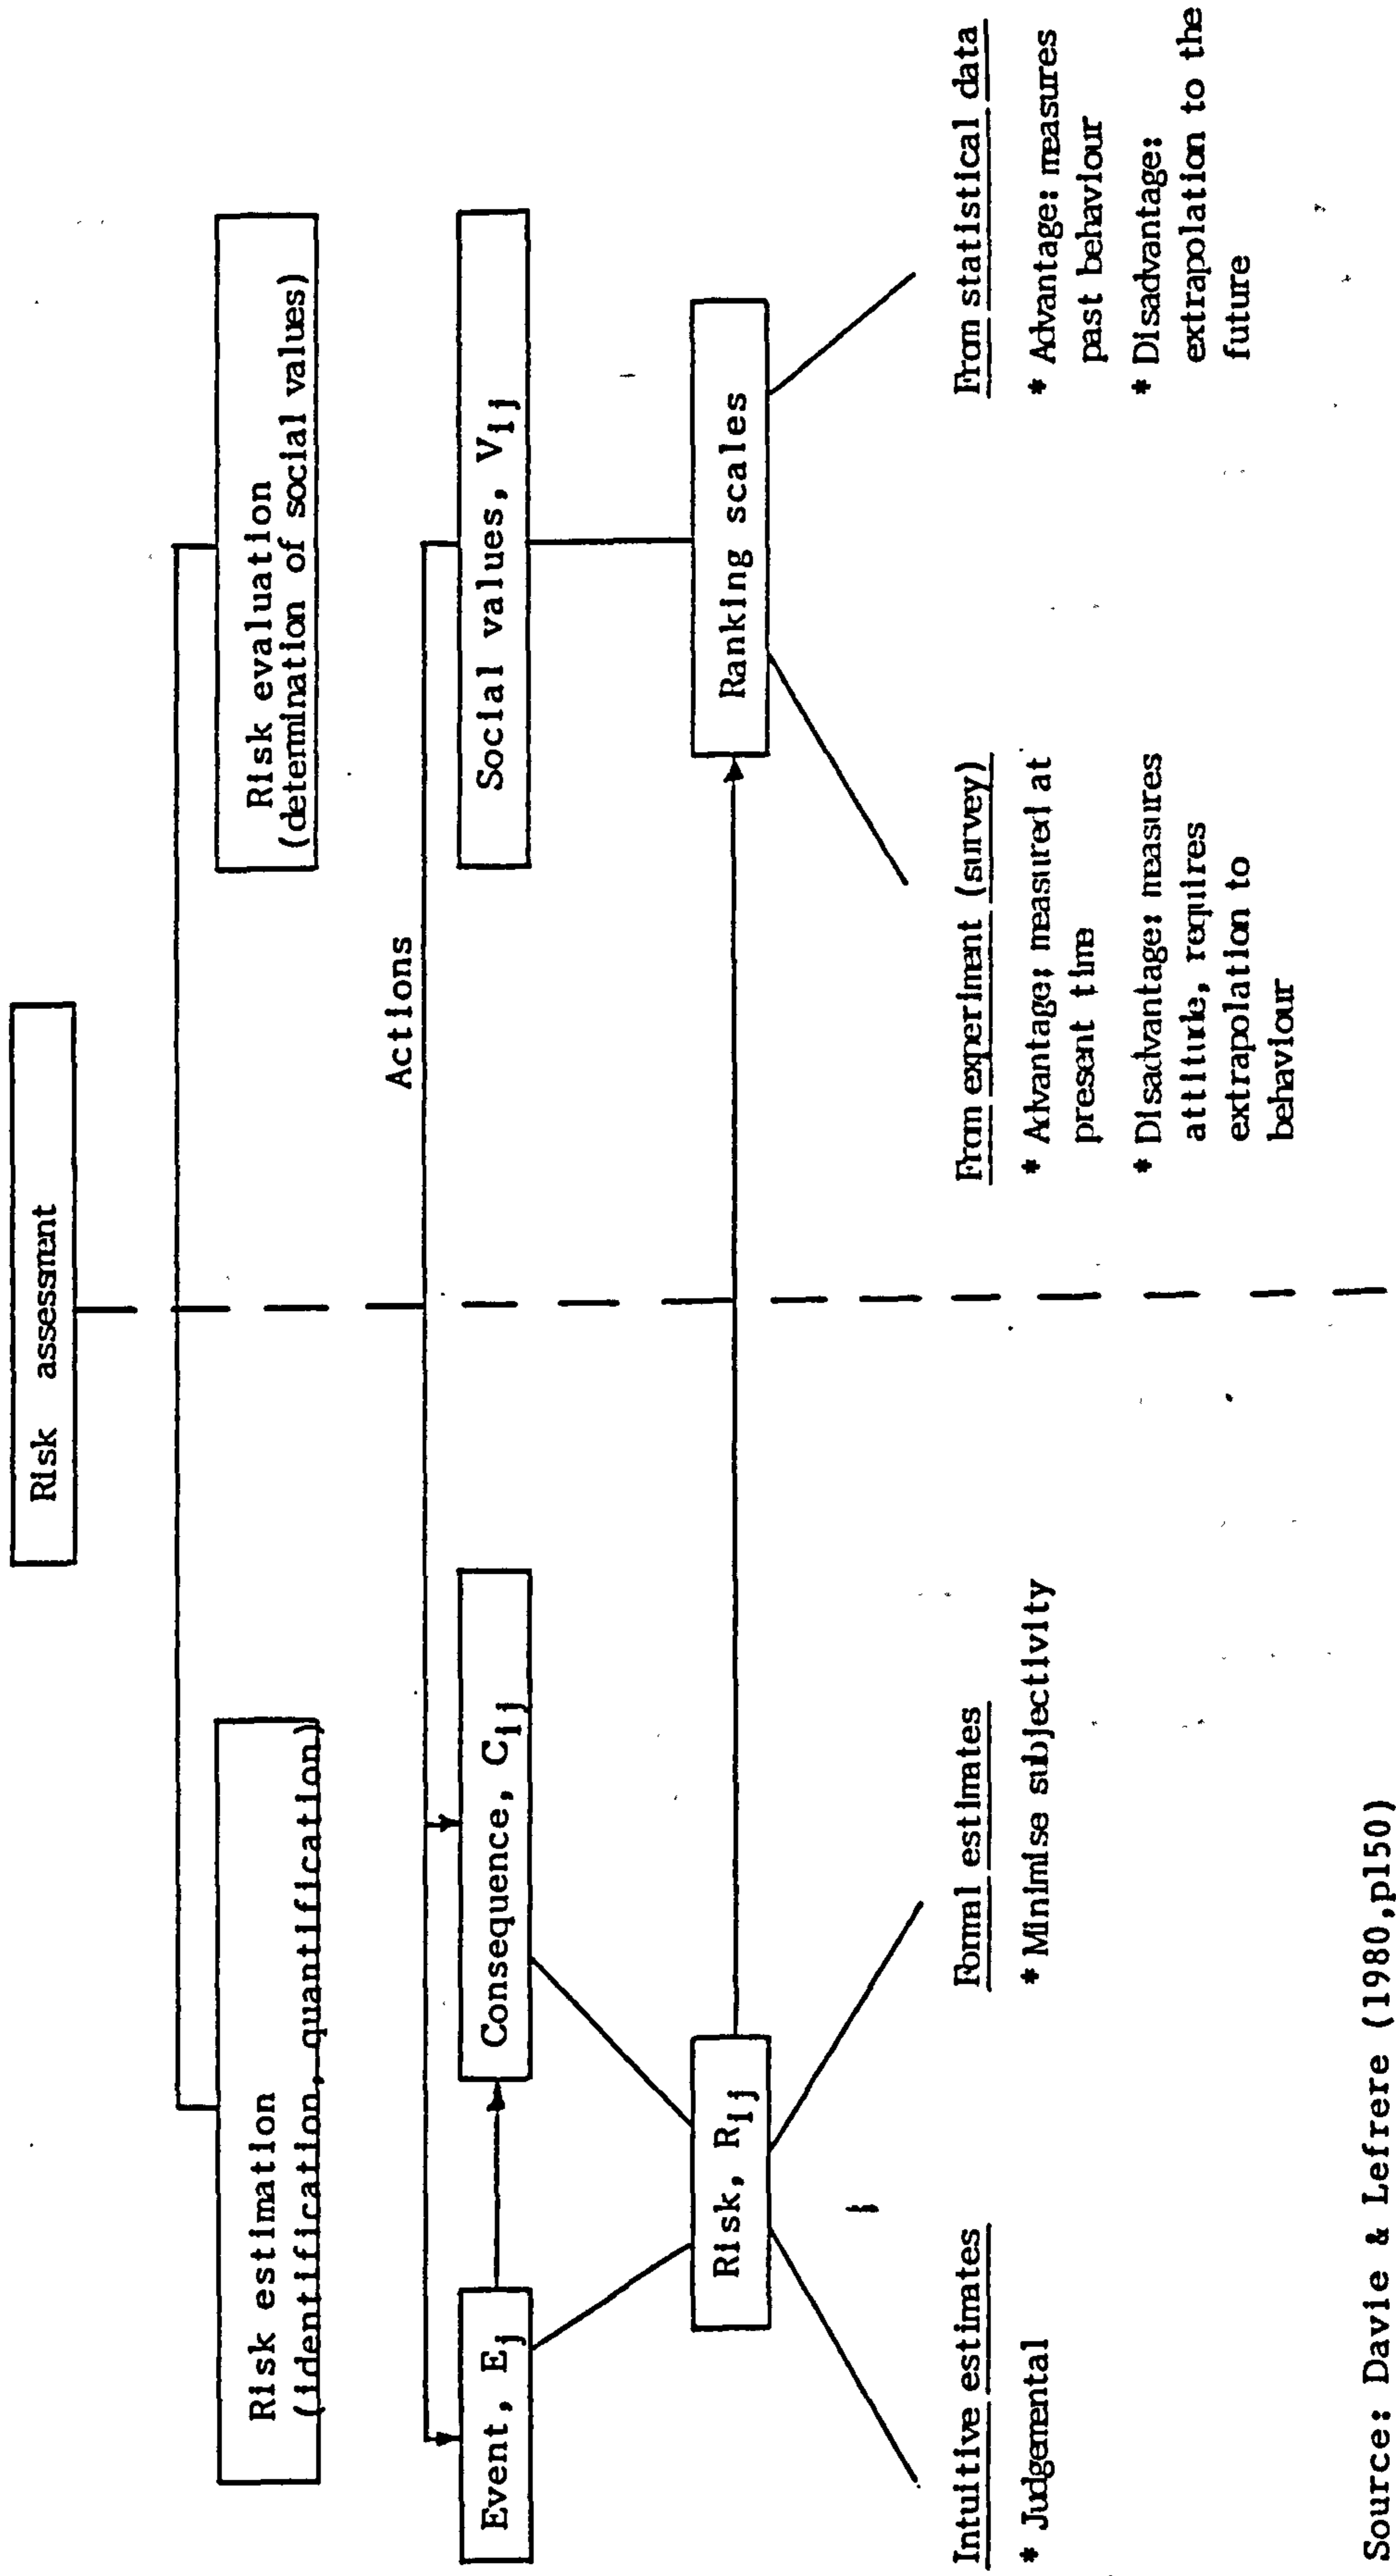 Risk assessment
Risk estimation
(identification, quantification)
Risk evaluation
(determination of social values)
Actions
Event, Ej
Consequence, Cij
Social values, Vij
Risk, Rij
Ranking scales
Intuitive estimates
* Judgemental
Formal estimates
* Minimise subjectivity
From experiment (survey)
* Advantage; measured at
present time
* Disadvantage: measures
attitude, requires
extrapolation to
behaviour
From statistical data
* Advantage: measures
past behaviour
* Disadvantage:
extrapolation to the
future
Source: Davie & Lefrere (1980,p150)